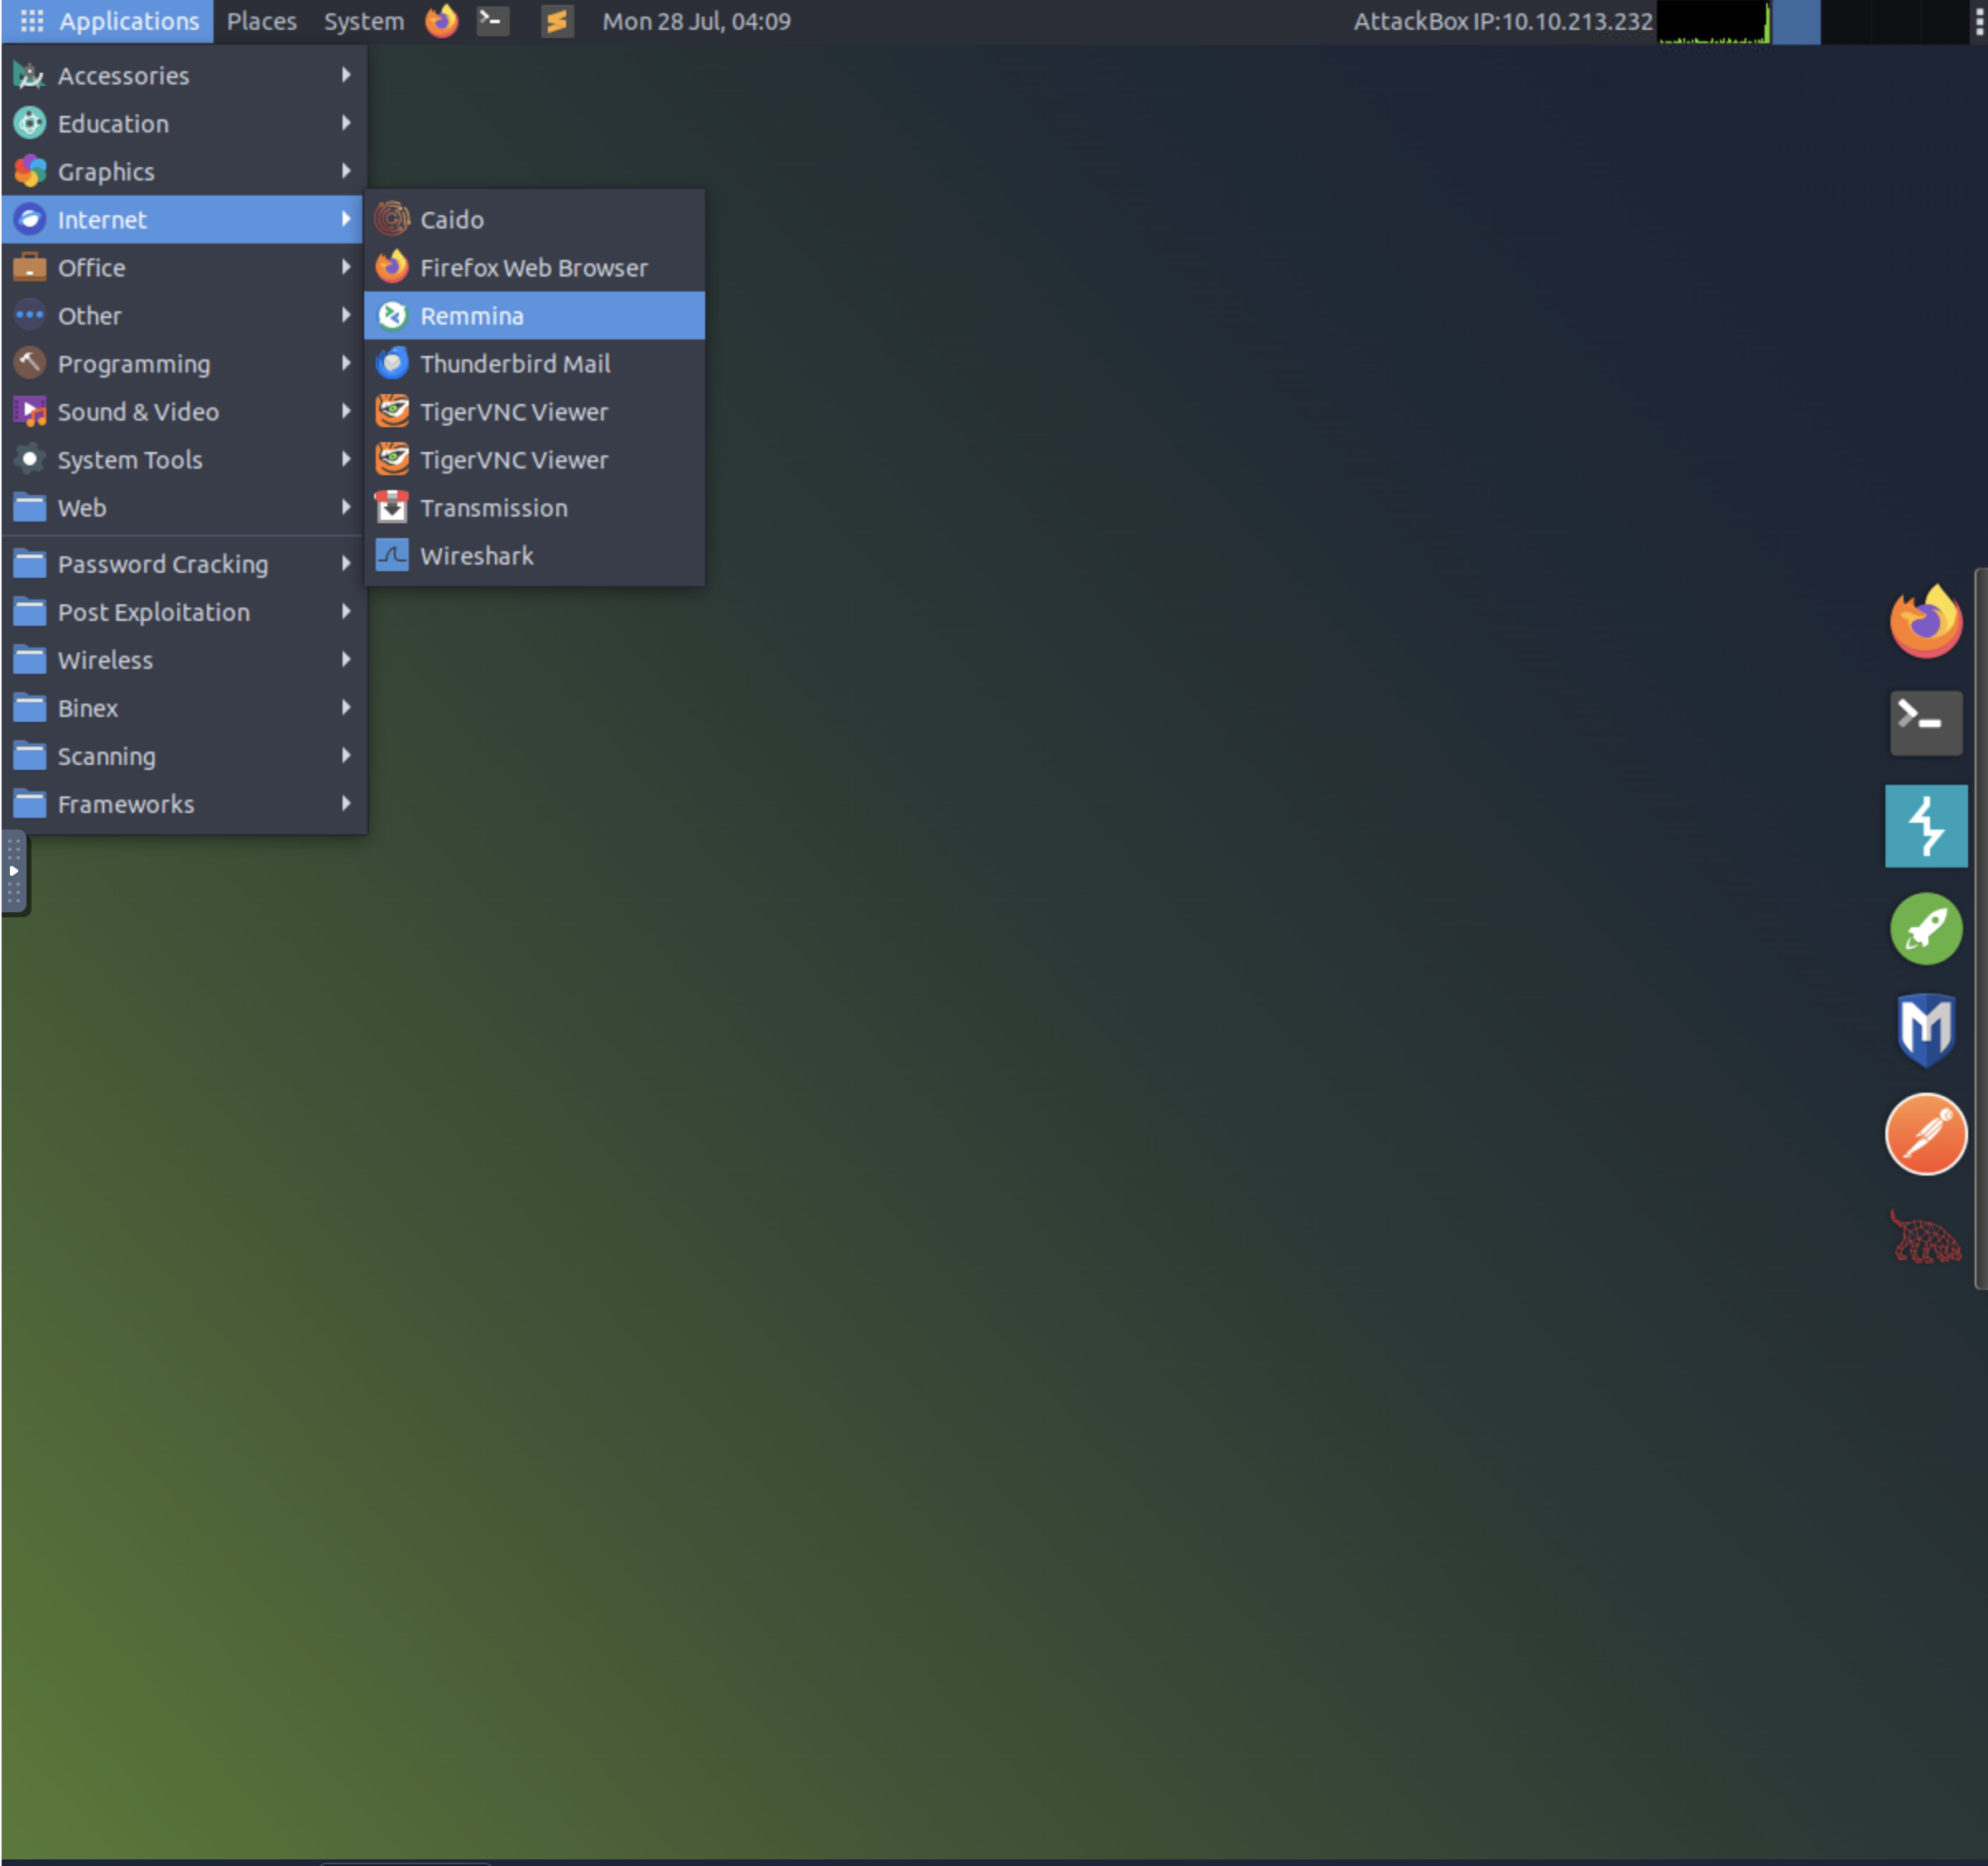 Applications Places System Mon 28 Jul, 04:09 AttackBox IP:10.10.213.232
Accessories
Education
Graphics
Internet
Office
Other
Programming
Sound & Video
System Tools
Web
Password Cracking
Post Exploitation
Wireless
Binex
Scanning
Frameworks
Caido
Firefox Web Browser
Remmina
Thunderbird Mail
TigerVNC Viewer
TigerVNC Viewer
Transmission
Wireshark